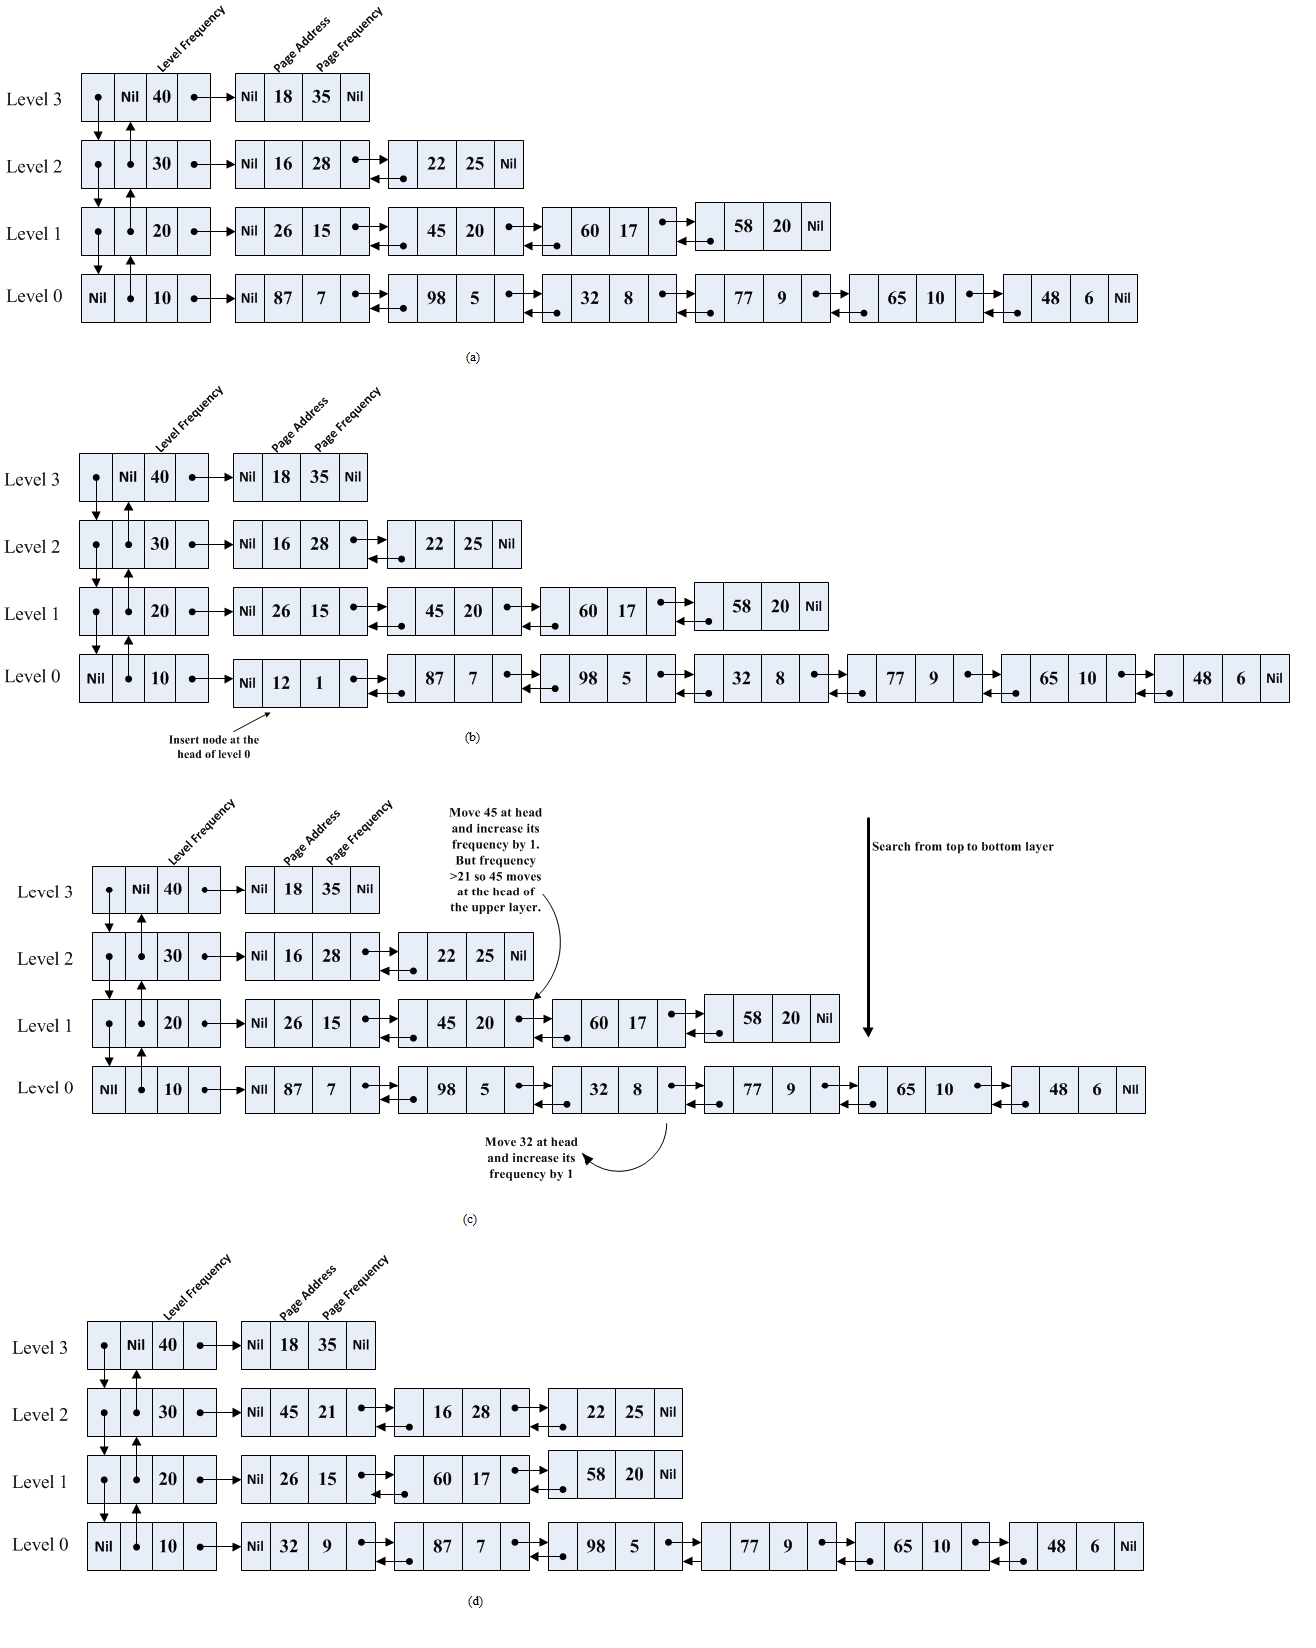 Level Frequency
Page Address
Page Frequency
Level 3 Nil 40 Nil 18 35 Nil
Level 2 30 Nil 16 28 22 25 Nil
Level 1 20 Nil 26 15 45 20 60 17 58 20 Nil
Level 0 Nil 10 Nil 87 7 98 5 32 8 77 9 65 10 48 6 Nil
(a)
Level Frequency
Page Address
Page Frequency
Level 3 Nil 40 Nil 18 35 Nil
Level 2 30 Nil 16 28 22 25 Nil
Level 1 20 Nil 26 15 45 20 60 17 58 20 Nil
Level 0 Nil 10 Nil 12 1 87 7 98 5 32 8 77 9 65 10 48 6 Nil
Insert node at the
head of level 0
(b)
Level Frequency
Page Address
Page Frequency
Move 45 at head
and increase its
frequency by 1.
But frequency
>21 so 45 moves
at the head of
the upper layer.
Search from top to bottom layer
Level 3 Nil 40 Nil 18 35 Nil
Level 2 30 Nil 16 28 22 25 Nil
Level 1 20 Nil 26 15 45 20 60 17 58 20 Nil
Level 0 Nil 10 Nil 87 7 98 5 32 8 77 9 65 10 48 6 Nil
Move 32 at head
and increase its
frequency by 1
(c)
Level Frequency
Page Address
Page Frequency
Level 3 Nil 40 Nil 18 35 Nil
Level 2 30 Nil 45 21 16 28 22 25 Nil
Level 1 20 Nil 26 15 60 17 58 20 Nil
Level 0 Nil 10 Nil 32 9 87 7 98 5 77 9 65 10 48 6 Nil
(d)